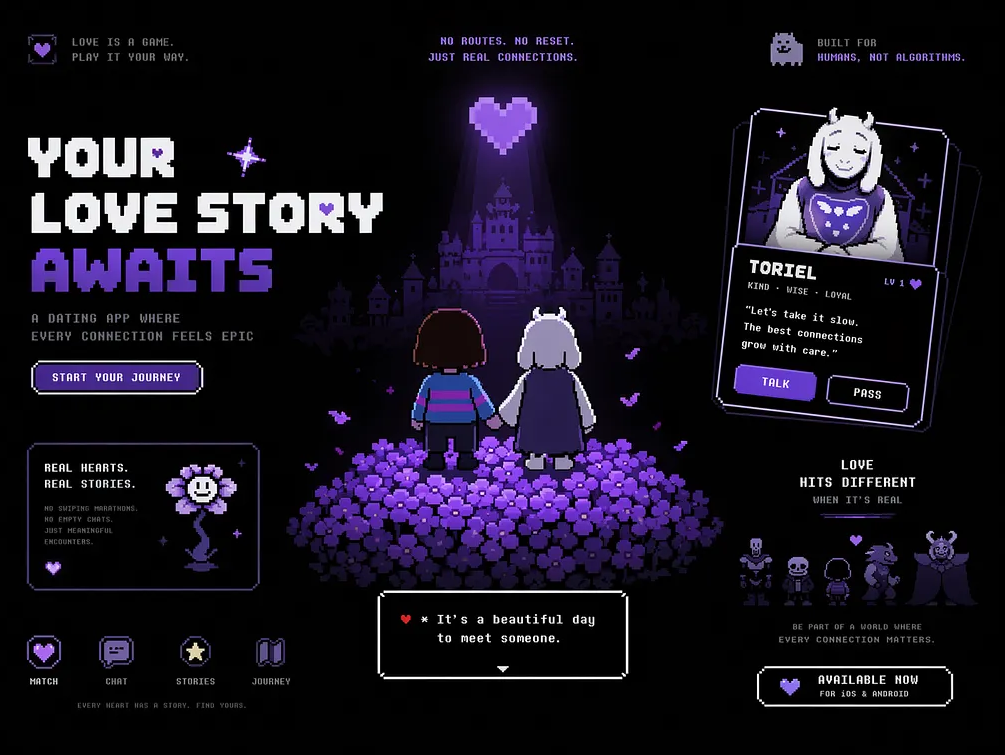 LOVE IS A GAME.
PLAY IT YOUR WAY.
NO ROUTES. NO RESET.
JUST REAL CONNECTIONS.
BUILT FOR
HUMANS, NOT ALGORITHMS.
YOUR
LOVE STORY
AWAITS
A DATING APP WHERE
EVERY CONNECTION FEELS EPIC
START YOUR JOURNEY
TORIEL
LV 1
KIND · WISE · LOYAL
"Let's take it slow.
The best connections
grow with care."
TALK
PASS
REAL HEARTS.
REAL STORIES.
NO SWIPING MARATHONS.
NO EMPTY CHATS.
JUST MEANINGFUL
ENCOUNTERS.
LOVE
HITS DIFFERENT
WHEN IT'S REAL
* It's a beautiful day
to meet someone.
BE PART OF A WORLD WHERE
EVERY CONNECTION MATTERS.
MATCH
CHAT
STORIES
JOURNEY
EVERY HEART HAS A STORY. FIND YOURS.
AVAILABLE NOW
FOR iOS & ANDROID